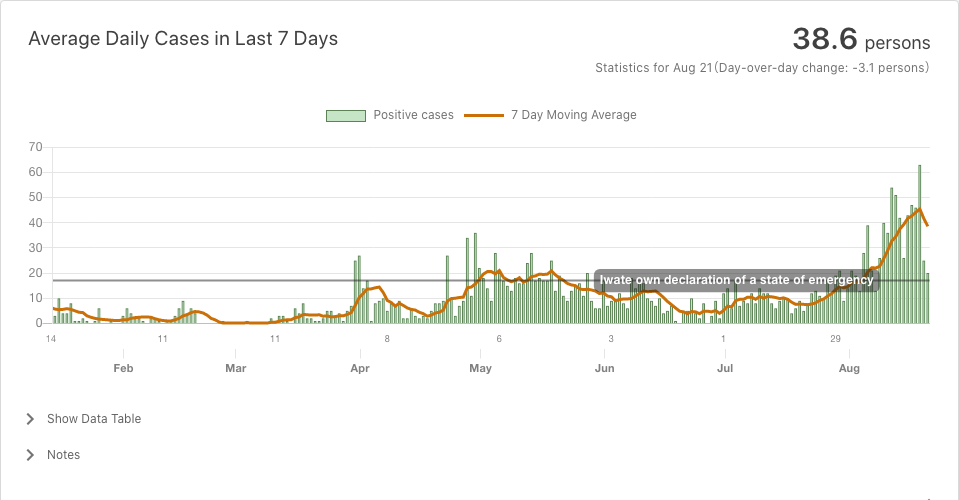 Average Daily Cases in Last 7 Days
38.6 persons
Statistics for Aug 21(Day-over-day change: -3.1 persons)
Positive cases
7 Day Moving Average
70
60
50
40
30
20
Iwate own declaration of a state of emergency
10
0
14 11 11 8 6 3 1 29
Feb Mar Apr May Jun Jul Aug
Show Data Table
Notes